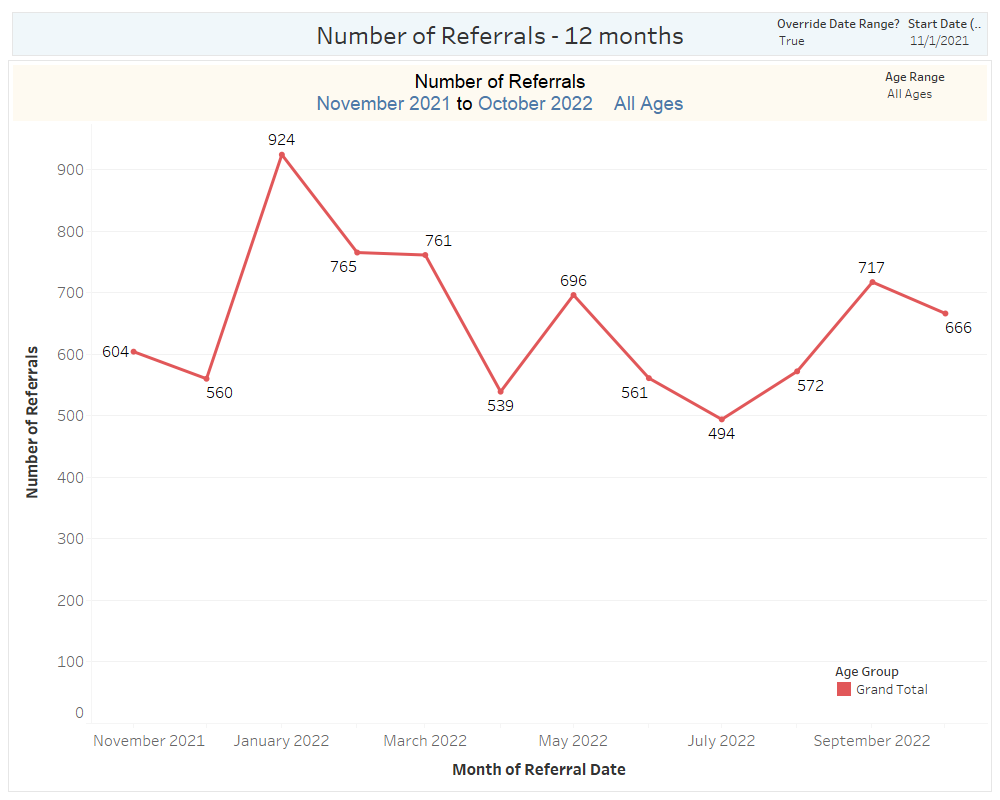 Number of Referrals - 12 months
Override Date Range? Start Date (..
True 11/1/2021
Number of Referrals
November 2021 to October 2022 All Ages
Age Range
All Ages
924
900
800
761
765
717
700
696
666
604
600
560
561
572
539
500
494
400
300
200
100
0
Number of Referrals
Age Group
Grand Total
November 2021 January 2022 March 2022 May 2022 July 2022 September 2022
Month of Referral Date